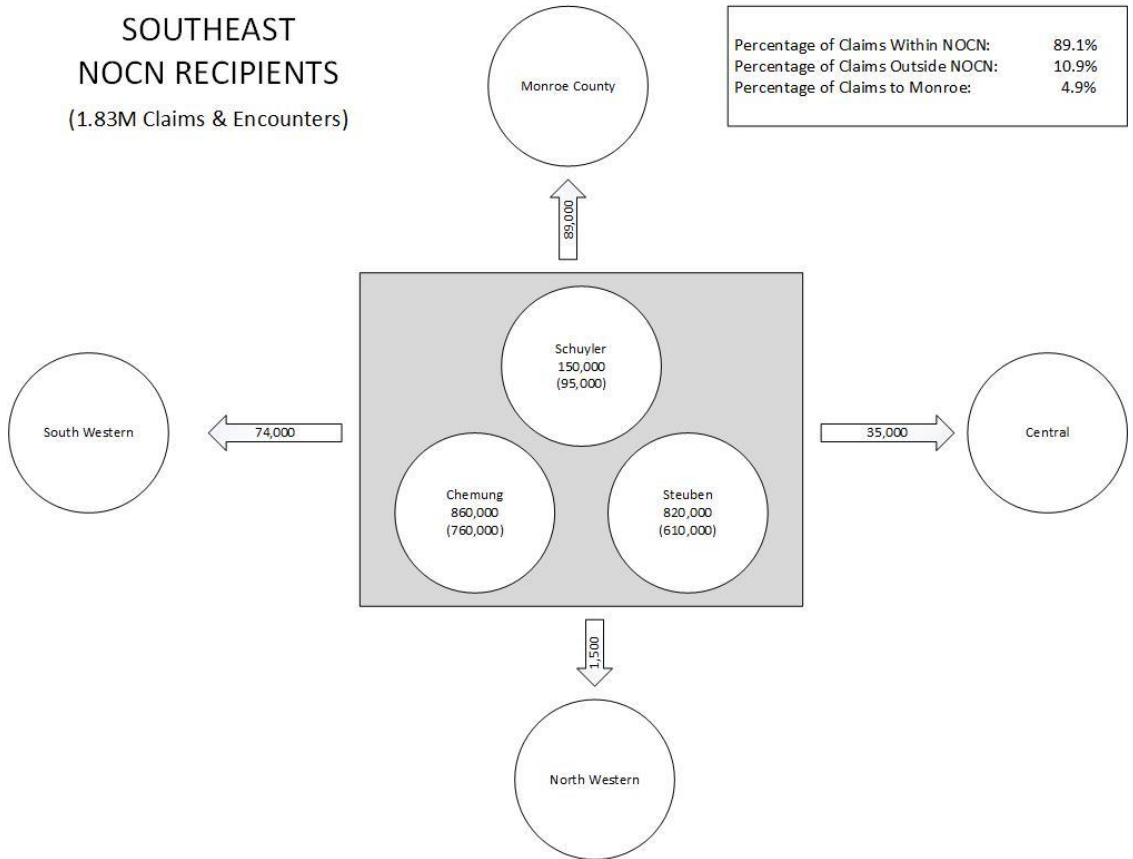 SOUTHEAST
NOCN RECIPIENTS
(1.83M Claims & Encounters)
Monroe County
Percentage of Claims Within NOCN: 89.1%
Percentage of Claims Outside NOCN: 10.9%
Percentage of Claims to Monroe: 4.9%
89,000
Schuyler
150,000
(95,000)
South Western
74,000
35,000
Central
Chemung
860,000
(760,000)
Steuben
820,000
(610,000)
1,500
North Western